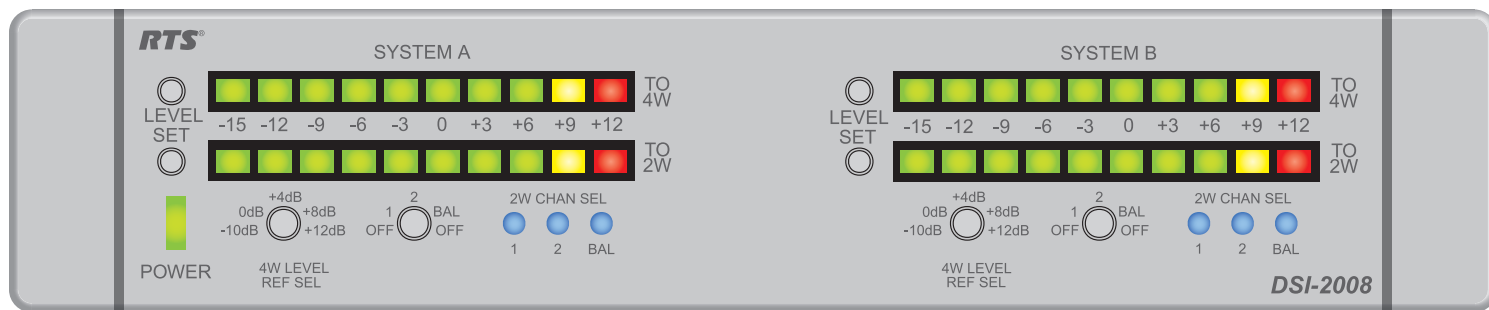 RTS®
SYSTEM A
SYSTEM B
TO
4W
TO
4W
LEVEL
SET
-15 -12 -9 -6 -3 0 +3 +6 +9 +12
LEVEL
SET
-15 -12 -9 -6 -3 0 +3 +6 +9 +12
TO
2W
TO
2W
+4dB
0dB +8dB
-10dB +12dB
2
1 BAL
OFF OFF
2W CHAN SEL
1 2 BAL
+4dB
0dB +8dB
-10dB +12dB
2
1 BAL
OFF OFF
2W CHAN SEL
1 2 BAL
POWER
4W LEVEL
REF SEL
4W LEVEL
REF SEL
DSI-2008